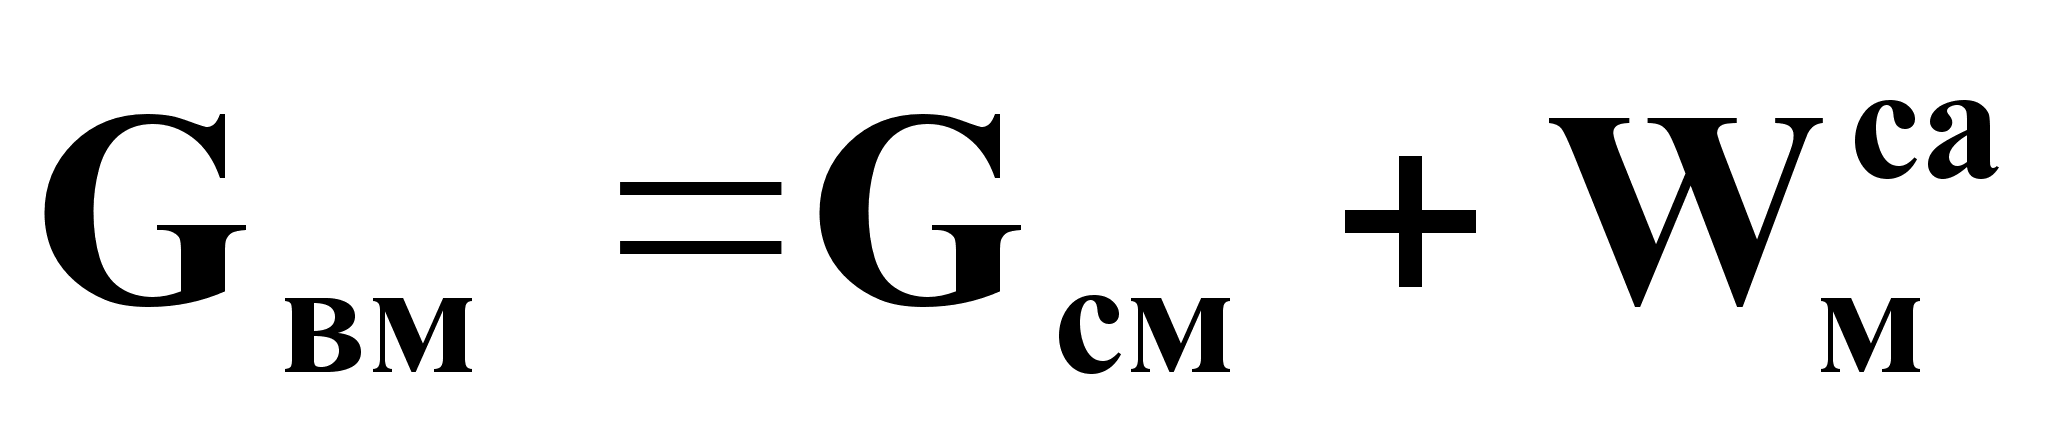 G вм = G см + W м са